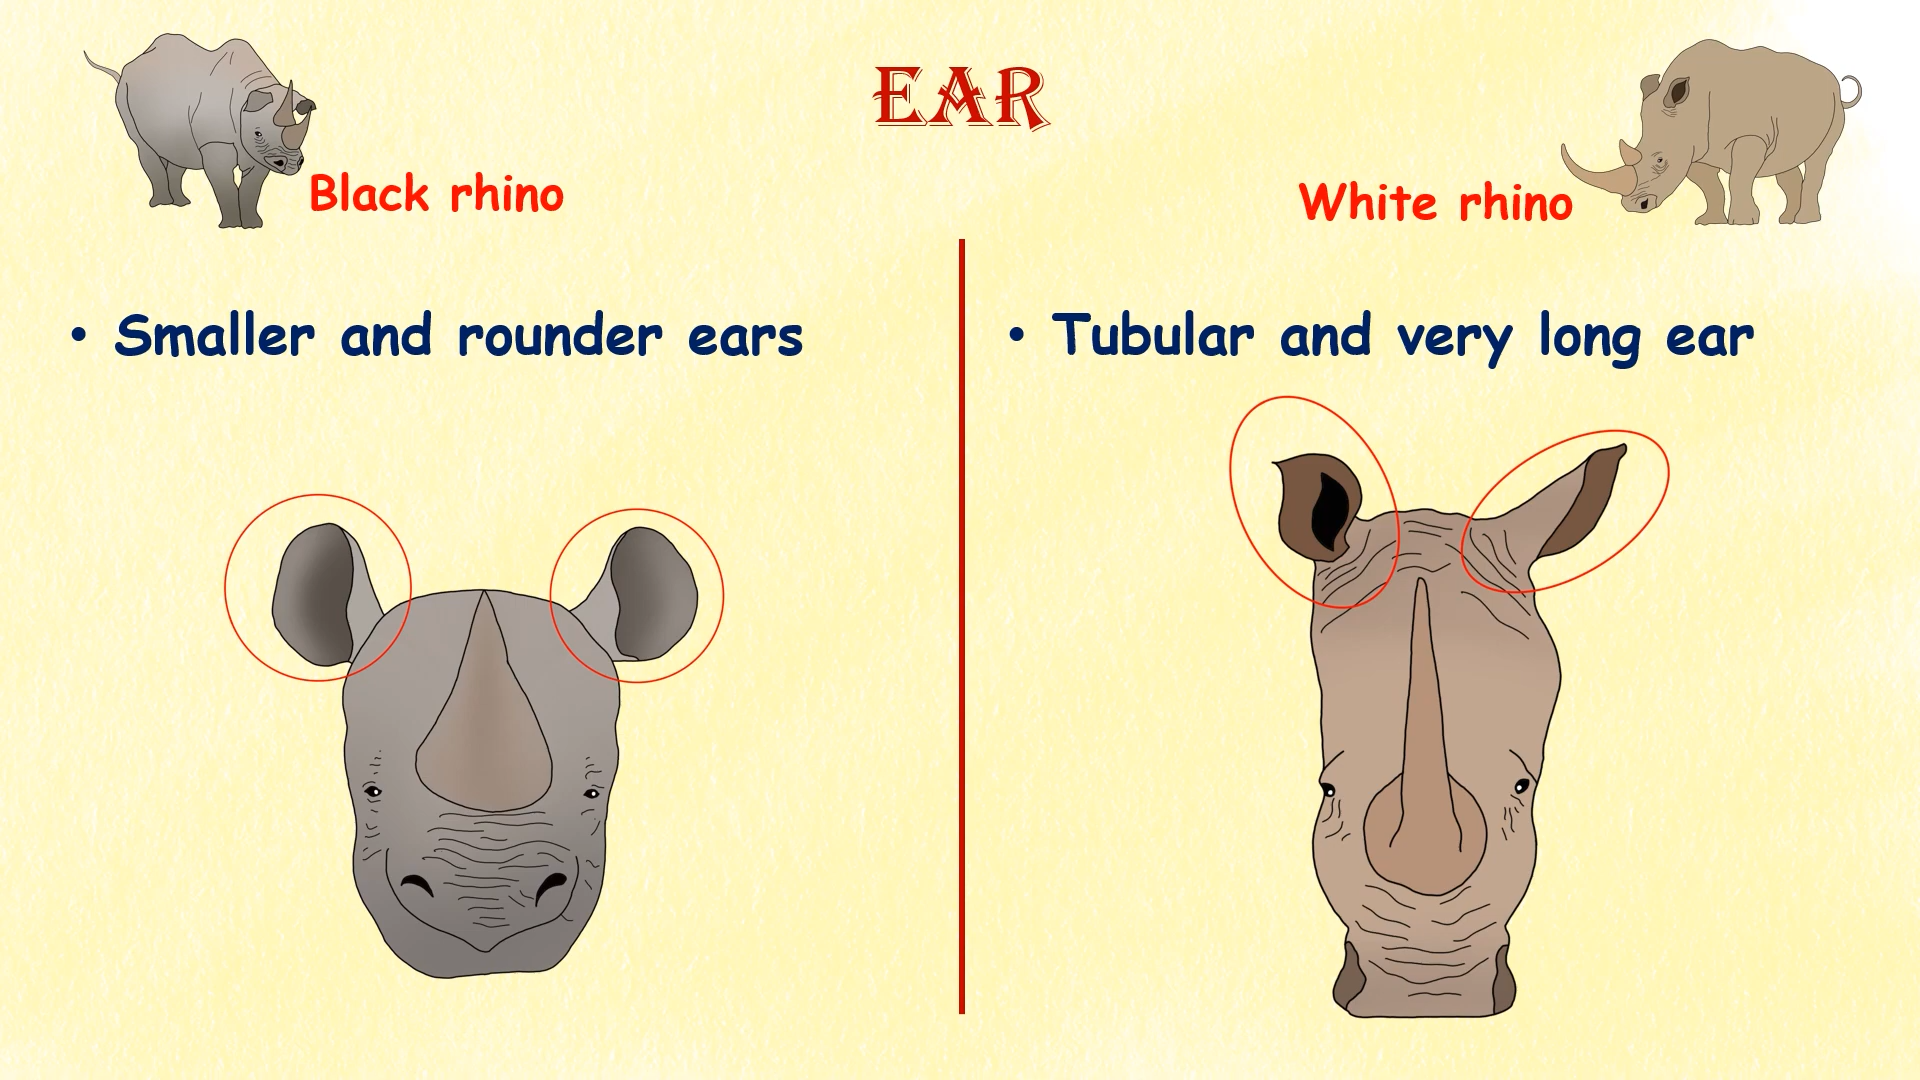 EAR
Black rhino
White rhino
• Smaller and rounder ears
• Tubular and very long ear